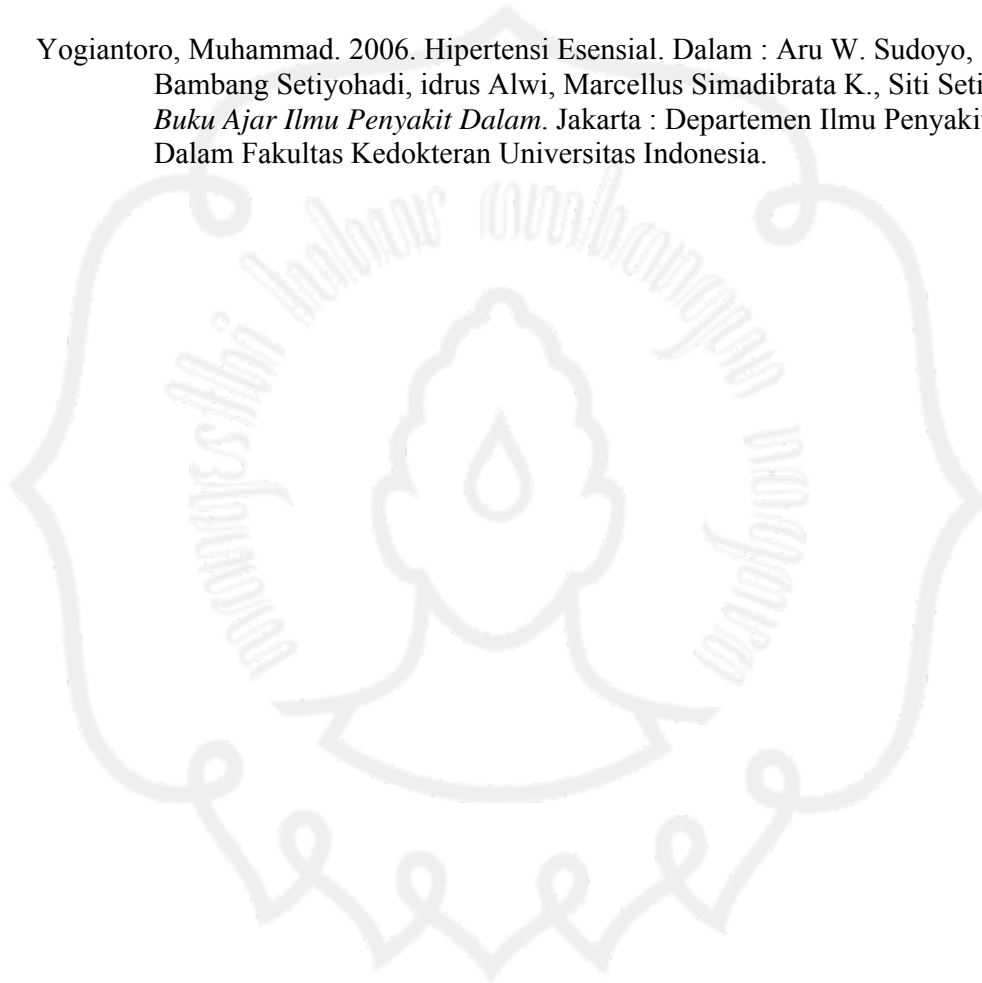 Yogiantoro, Muhammad. 2006. Hipertensi Esensial. Dalam : Aru W. Sudoyo,
Bambang Setiyohadi, idrus Alwi, Marcellus Simadibrata K., Siti Seti
Buku Ajar Ilmu Penyakit Dalam. Jakarta : Departemen Ilmu Penyaki
Dalam Fakultas Kedokteran Universitas Indonesia.